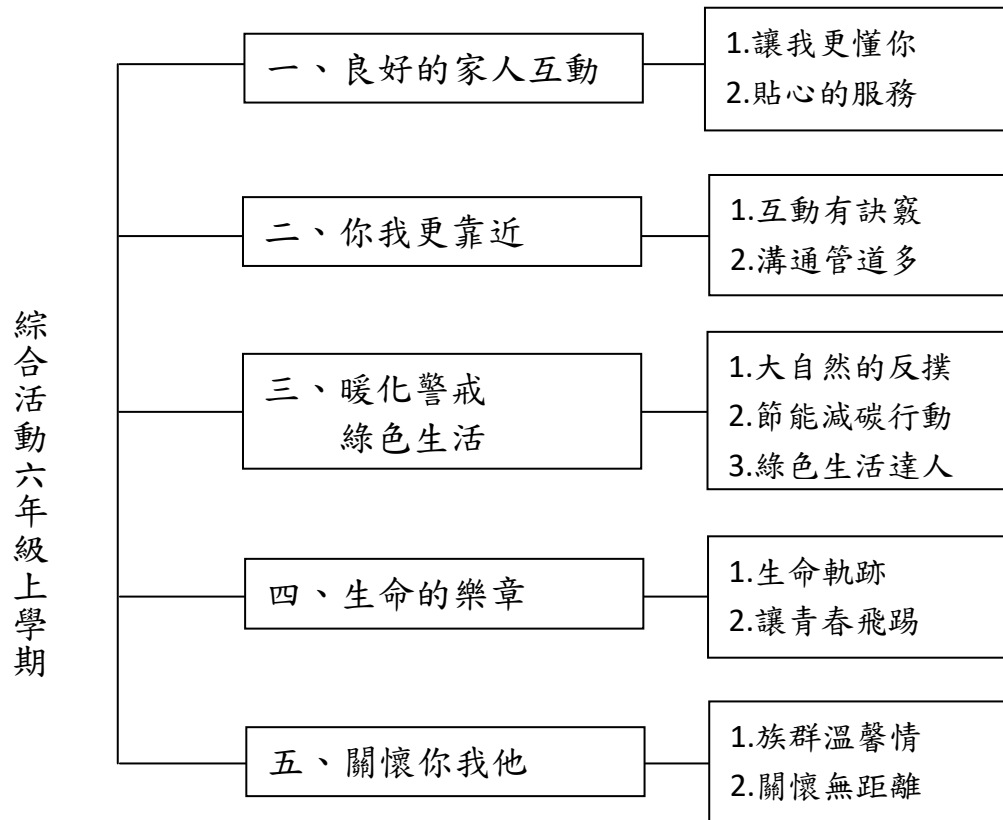 綜合活動六年級上學期
一、良好的家人互動
1.讓我更懂你
2.貼心的服務
二、你我更靠近
1.互動有訣竅
2.溝通管道多
三、暖化警戒
綠色生活
1.大自然的反撲
2.節能減碳行動
3.綠色生活達人
四、生命的樂章
1.生命軌跡
2.讓青春飛踢
五、關懷你我他
1.族群溫馨情
2.關懷無距離